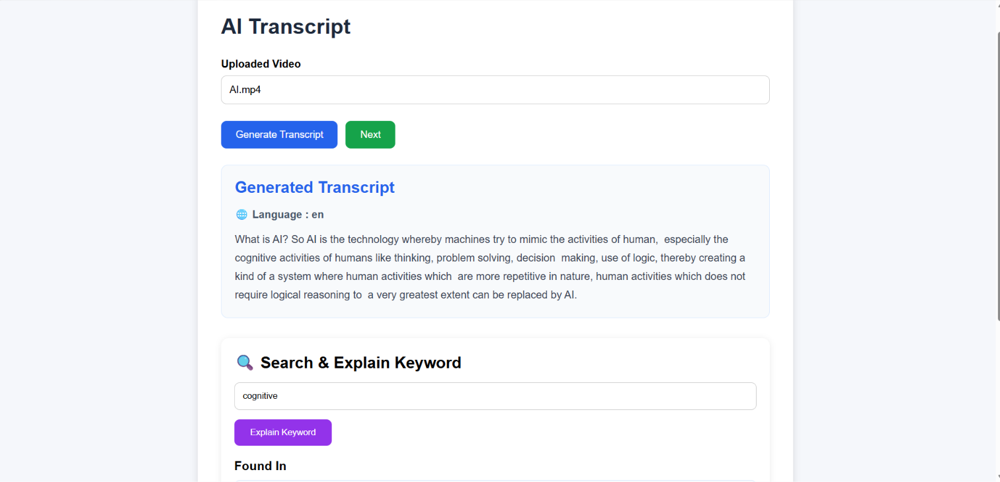 AI Transcript
Uploaded Video
AI.mp4
Generate Transcript Next
Generated Transcript
Language : en
What is AI? So AI is the technology whereby machines try to mimic the activities of human,  especially the
cognitive activities of humans like thinking, problem solving, decision  making, use of logic, thereby creating a
kind of a system where human activities which  are more repetitive in nature, human activities which does not
require logical reasoning to  a very greatest extent can be replaced by AI.
Search & Explain Keyword
cognitive
Explain Keyword
Found In